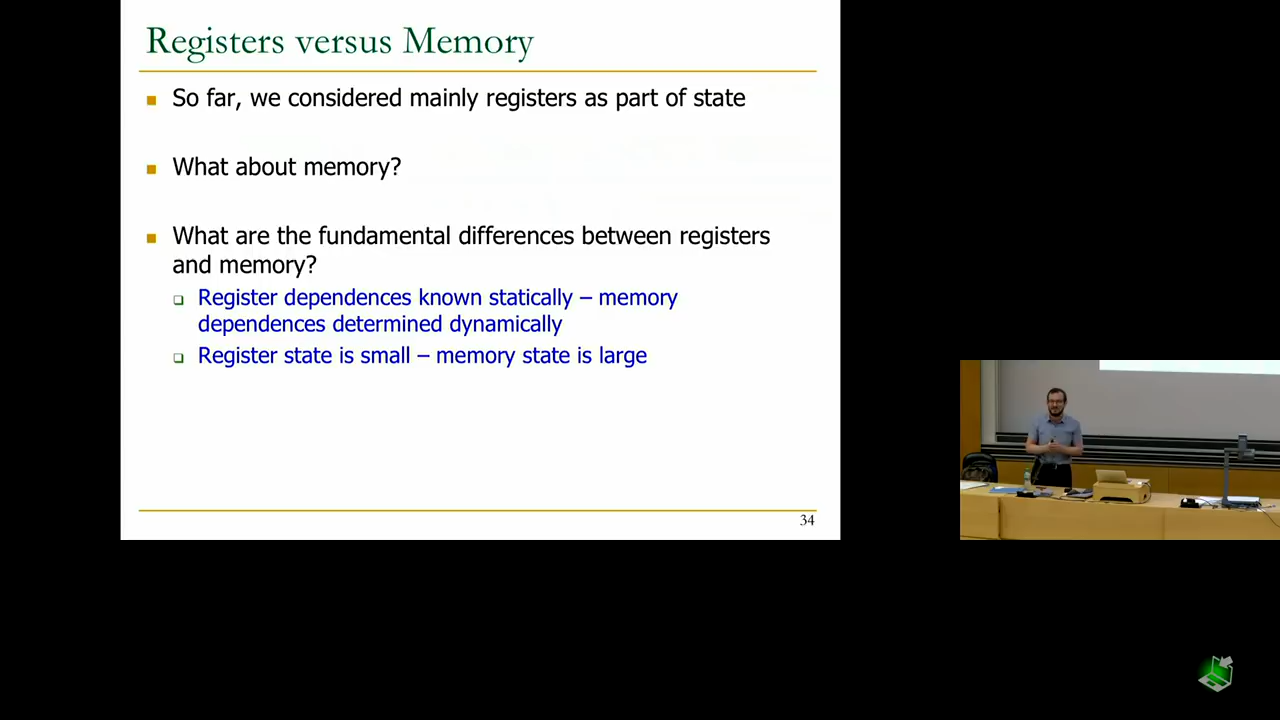 Registers versus Memory
So far, we considered mainly registers as part of state
What about memory?
What are the fundamental differences between registers
and memory?
Register dependences known statically – memory
dependences determined dynamically
Register state is small – memory state is large
34